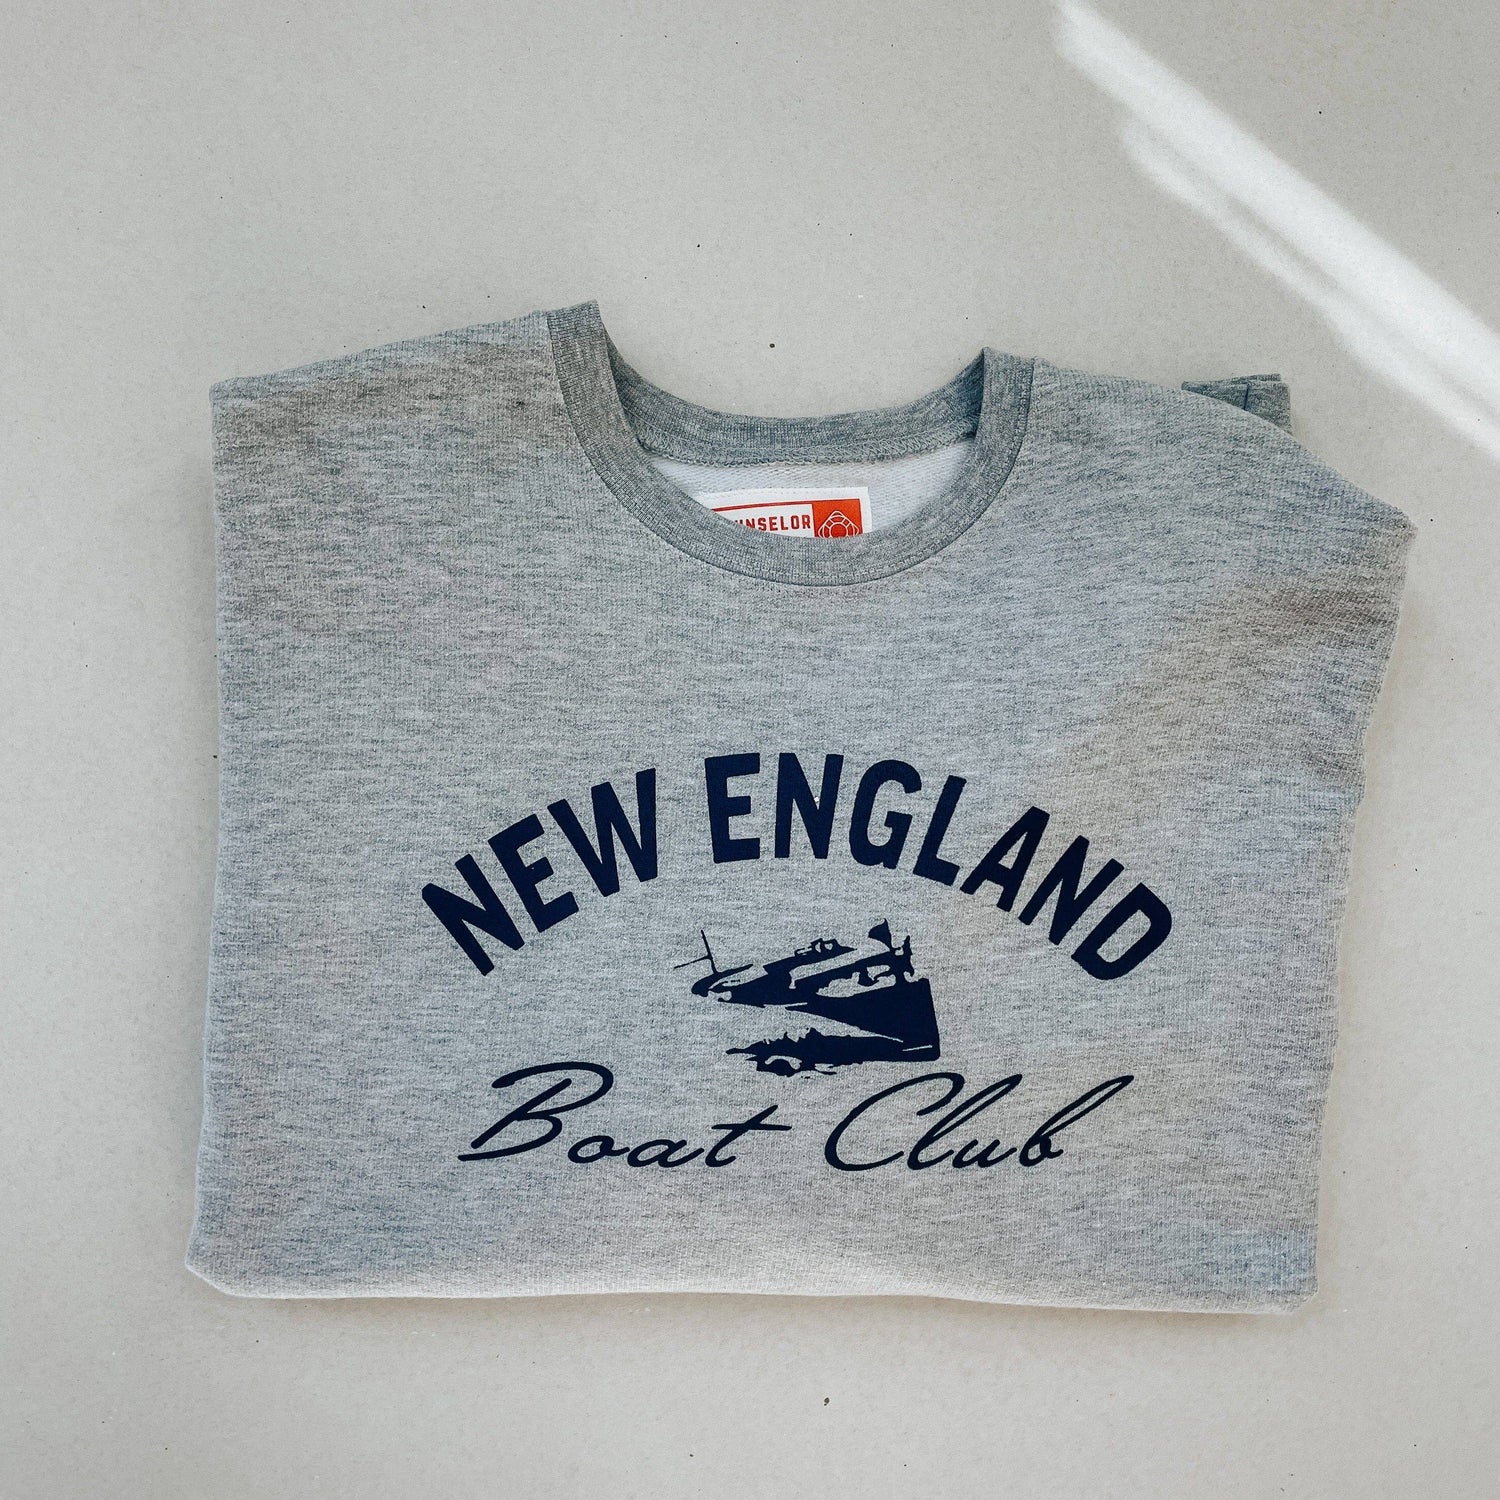 NEW ENGLAND
Boat Club